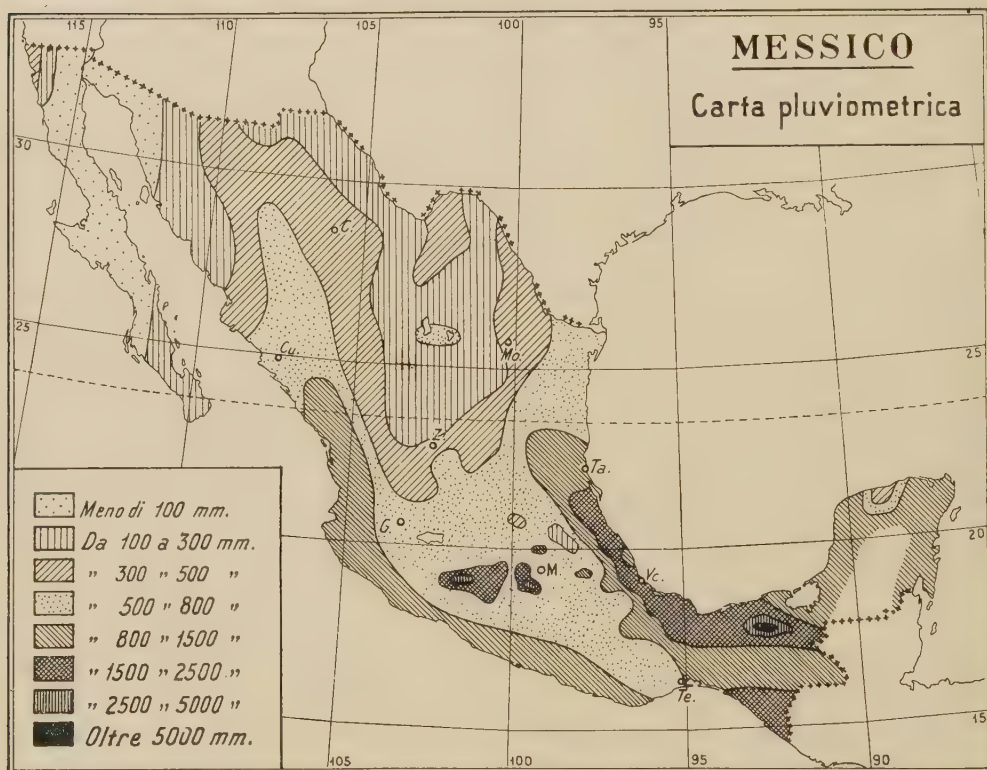 115 110 105 100 95
MESSICO
Carta pluviometrica
30
C.
25
Cu.
Mo.
25
Z.
Ta.
G.
M
Vc.
20
Te.
15
Meno di 100 mm.
Da 100 a 300 mm.
" 300 " 500 "
" 500 " 800 "
" 800 " 1500 "
" 1500 " 2500 "
" 2500 " 5000 "
Oltre 5000 mm.
105 100 95 90